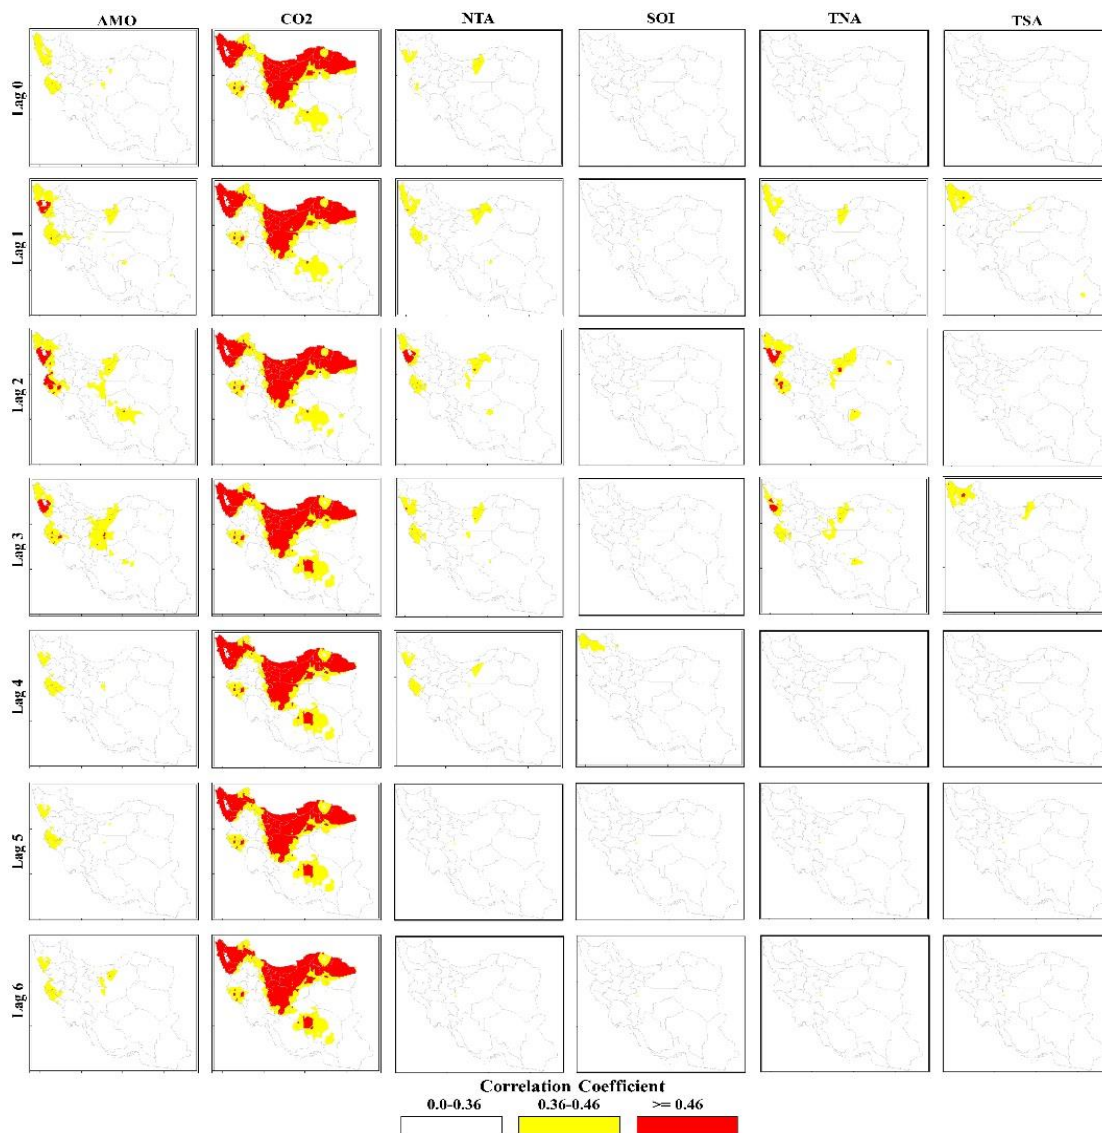 AMO CO2 NTA SOI TNA TSA
Lag 0
Lag 1
Lag 2
Lag 3
Lag 4
Lag 5
Lag 6
Correlation Coefficient
0.0-0.36 0.36-0.46 >= 0.46